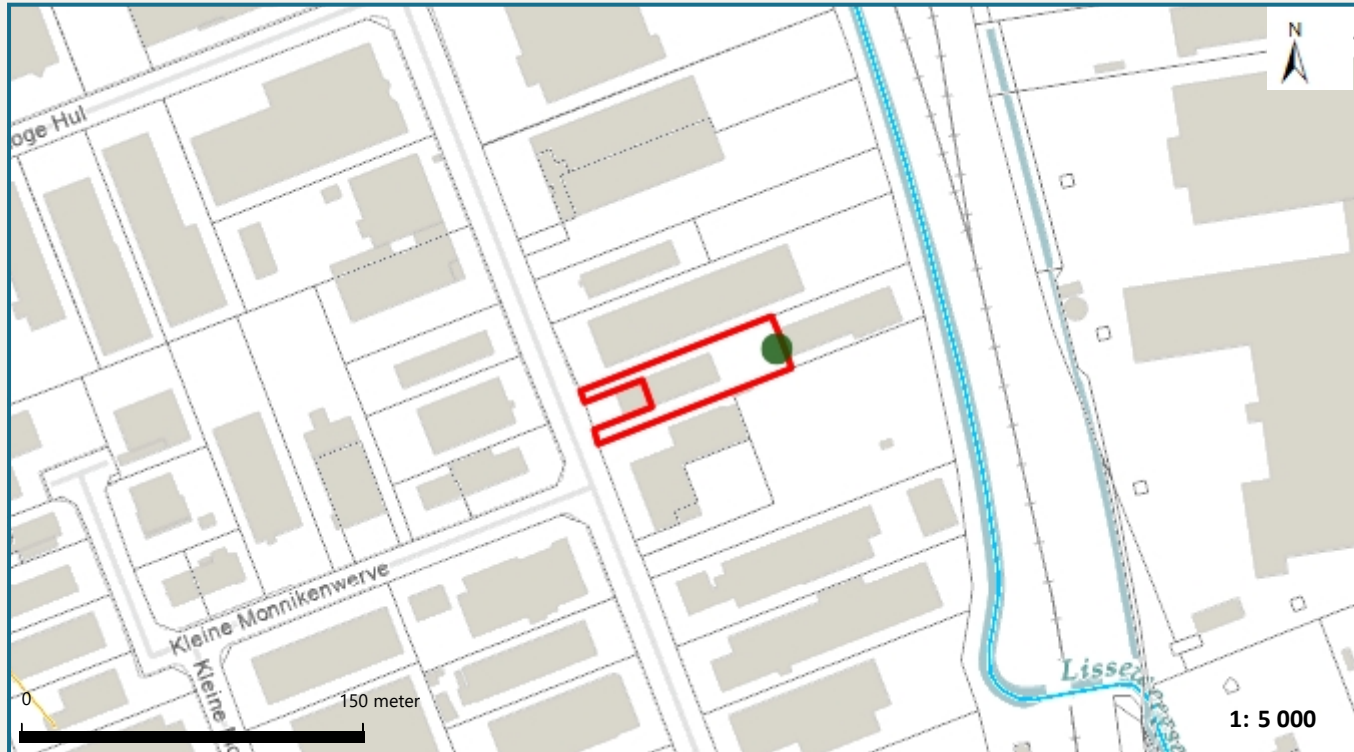 N
oge Hul
Kleine Monnikenwerve
Kleine
0
150 meter
Lisse
1: 5 000